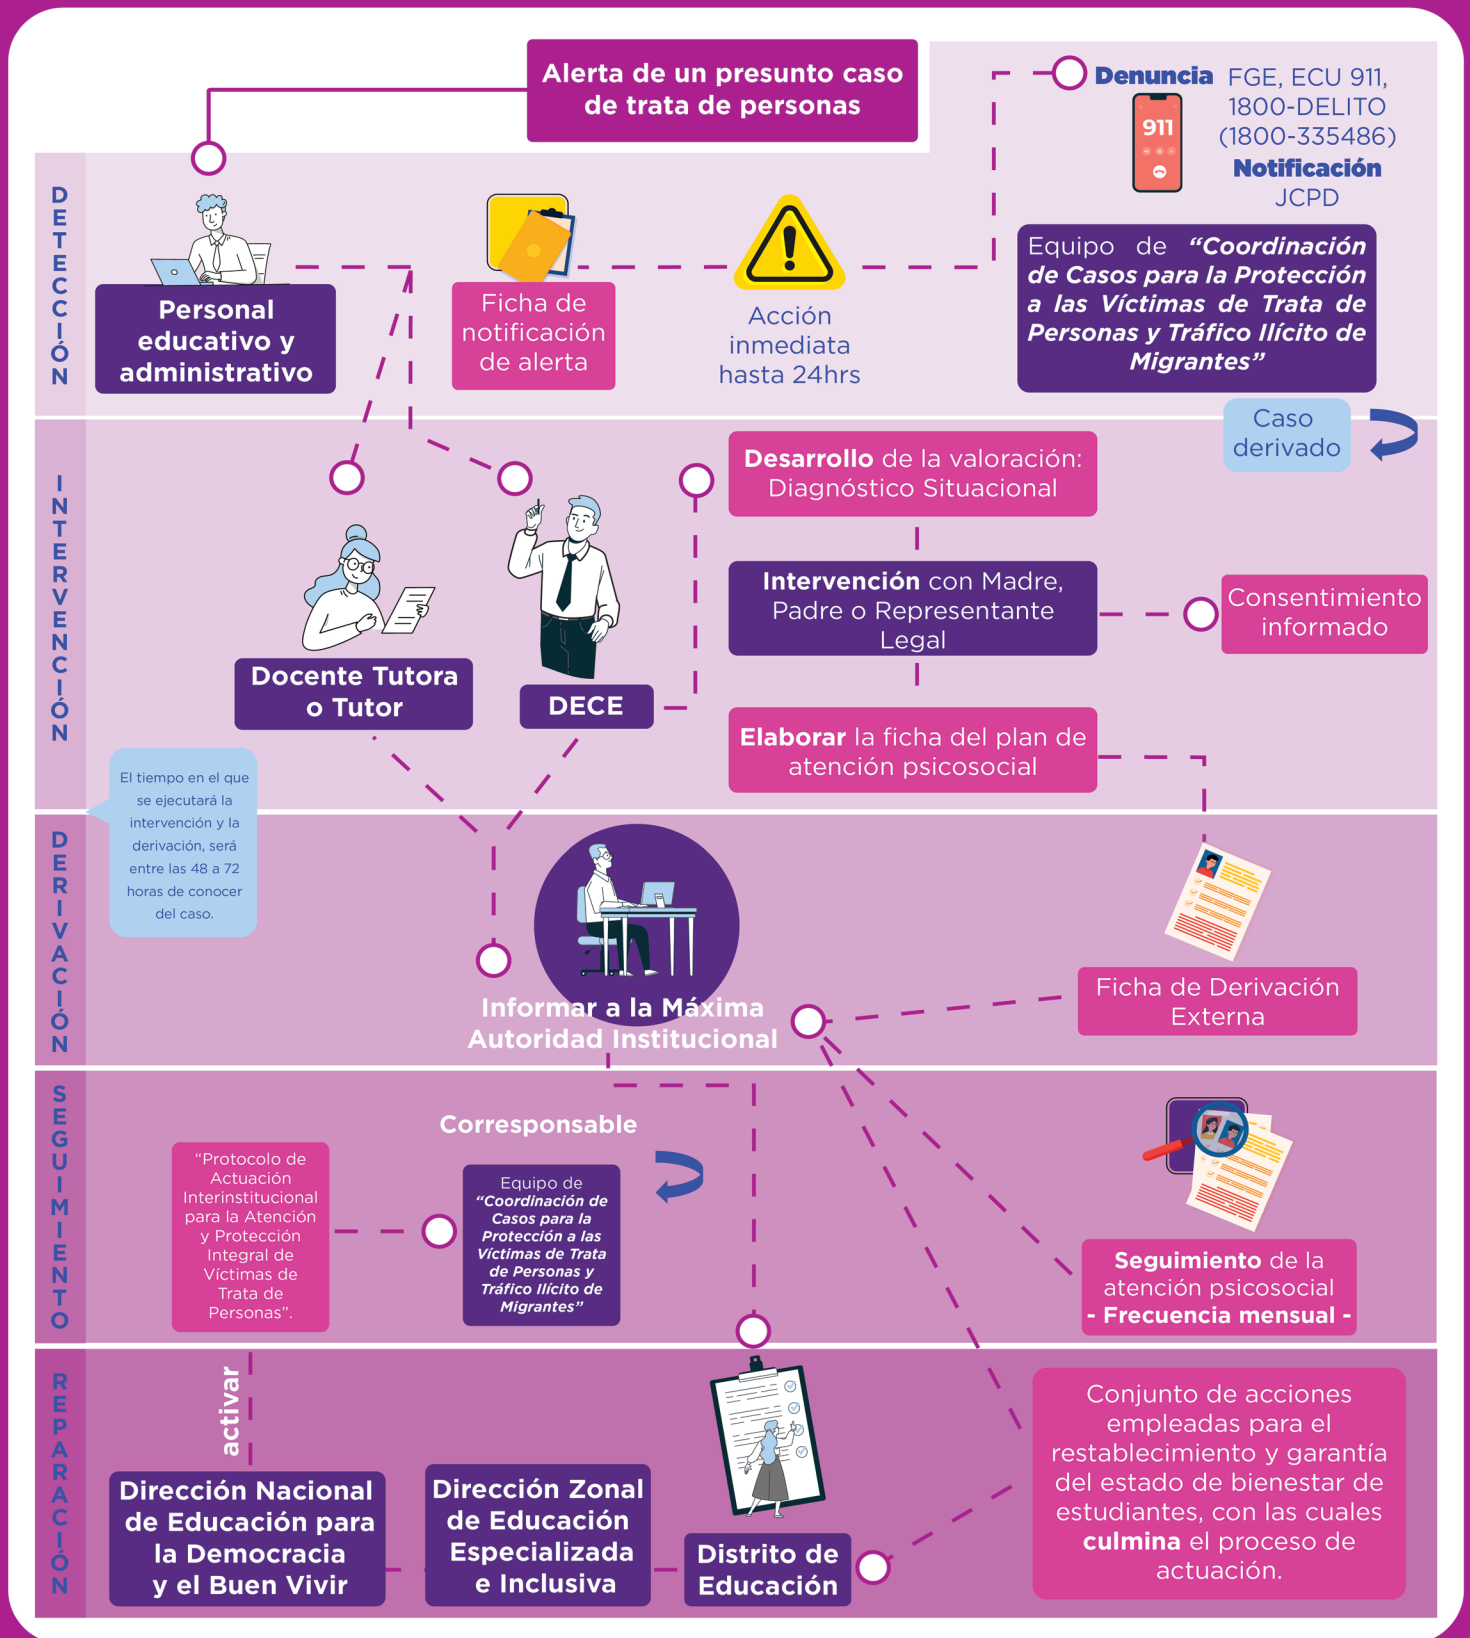 Alerta de un presunto caso
de trata de personas
Denuncia FGE, ECU 911,
1800-DELITO
(1800-335486)
Notificación
JCPD
911
DETECCIÓN
Personal
educativo y
administrativo
Ficha de
notificación
de alerta
Acción
inmediata
hasta 24hrs
Equipo de “Coordinación
de Casos para la Protección
a las Víctimas de Trata de
Personas y Tráfico Ilícito de
Migrantes”
Caso
derivado
INTERVENCIÓN
Docente Tutora
o Tutor
DECE
Desarrollo de la valoración:
Diagnóstico Situacional
Intervención con Madre,
Padre o Representante
Legal
Consentimiento
informado
Elaborar la ficha del plan de
atención psicosocial
El tiempo en el que
se ejecutará la
intervención y la
derivación, será
entre las 48 a 72
horas de conocer
del caso.
DERIVACIÓN
Informar a la Máxima
Autoridad Institucional
Ficha de Derivación
Externa
SEGUIMIENTO
Corresponsable
“Protocolo de
Actuación
Interinstitucional
para la Atención
y Protección
Integral de
Víctimas de
Trata de
Personas”.
Equipo de
“Coordinación de
Casos para la
Protección a las
Víctimas de Trata
de Personas y
Tráfico Ilícito de
Migrantes”
Seguimiento de la
atención psicosocial
- Frecuencia mensual -
REPARACIÓN
activar
Dirección Nacional
de Educación para
la Democracia
y el Buen Vivir
Dirección Zonal
de Educación
Especializada
e Inclusiva
Distrito de
Educación
Conjunto de acciones
empleadas para el
restablecimiento y garantía
del estado de bienestar de
estudiantes, con las cuales
culmina el proceso de
actuación.